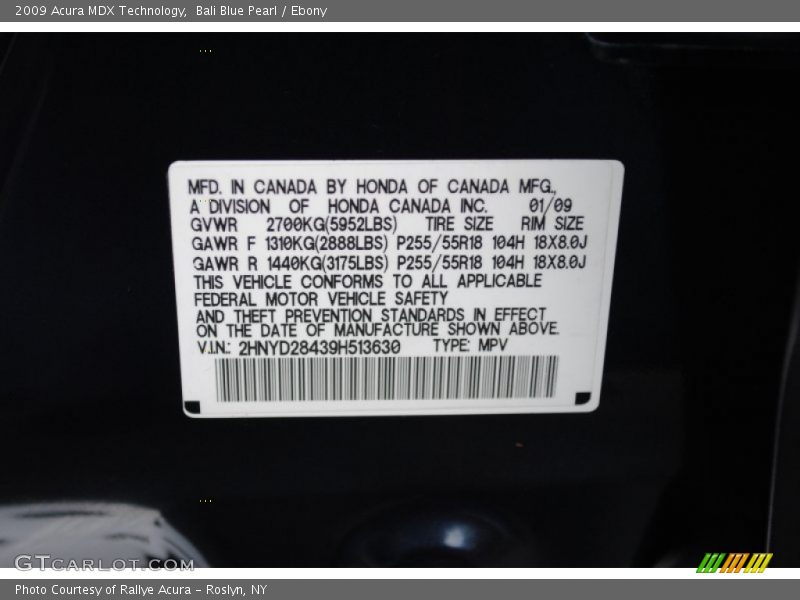 2009 Acura MDX Technology,  Bali Blue Pearl / Ebony
MFD. IN CANADA BY HONDA OF CANADA MFG.,
A DIVISION OF HONDA CANADA INC. 01/09
GVWR 2700KG(5952LBS) TIRE SIZE RIM SIZE
GAWR F 1310KG(2888LBS) P255/55R18 104H 18X8.0J
GAWR R 1440KG(3175LBS) P255/55R18 104H 18X8.0J
THIS VEHICLE CONFORMS TO ALL APPLICABLE
FEDERAL MOTOR VEHICLE SAFETY
AND THEFT PREVENTION STANDARDS IN EFFECT
ON THE DATE OF MANUFACTURE SHOWN ABOVE.
V.I.N.: 2HNYD28439H513630 TYPE: MPV
GTCARLOT.COM
Photo Courtesy of Rallye Acura - Roslyn, NY